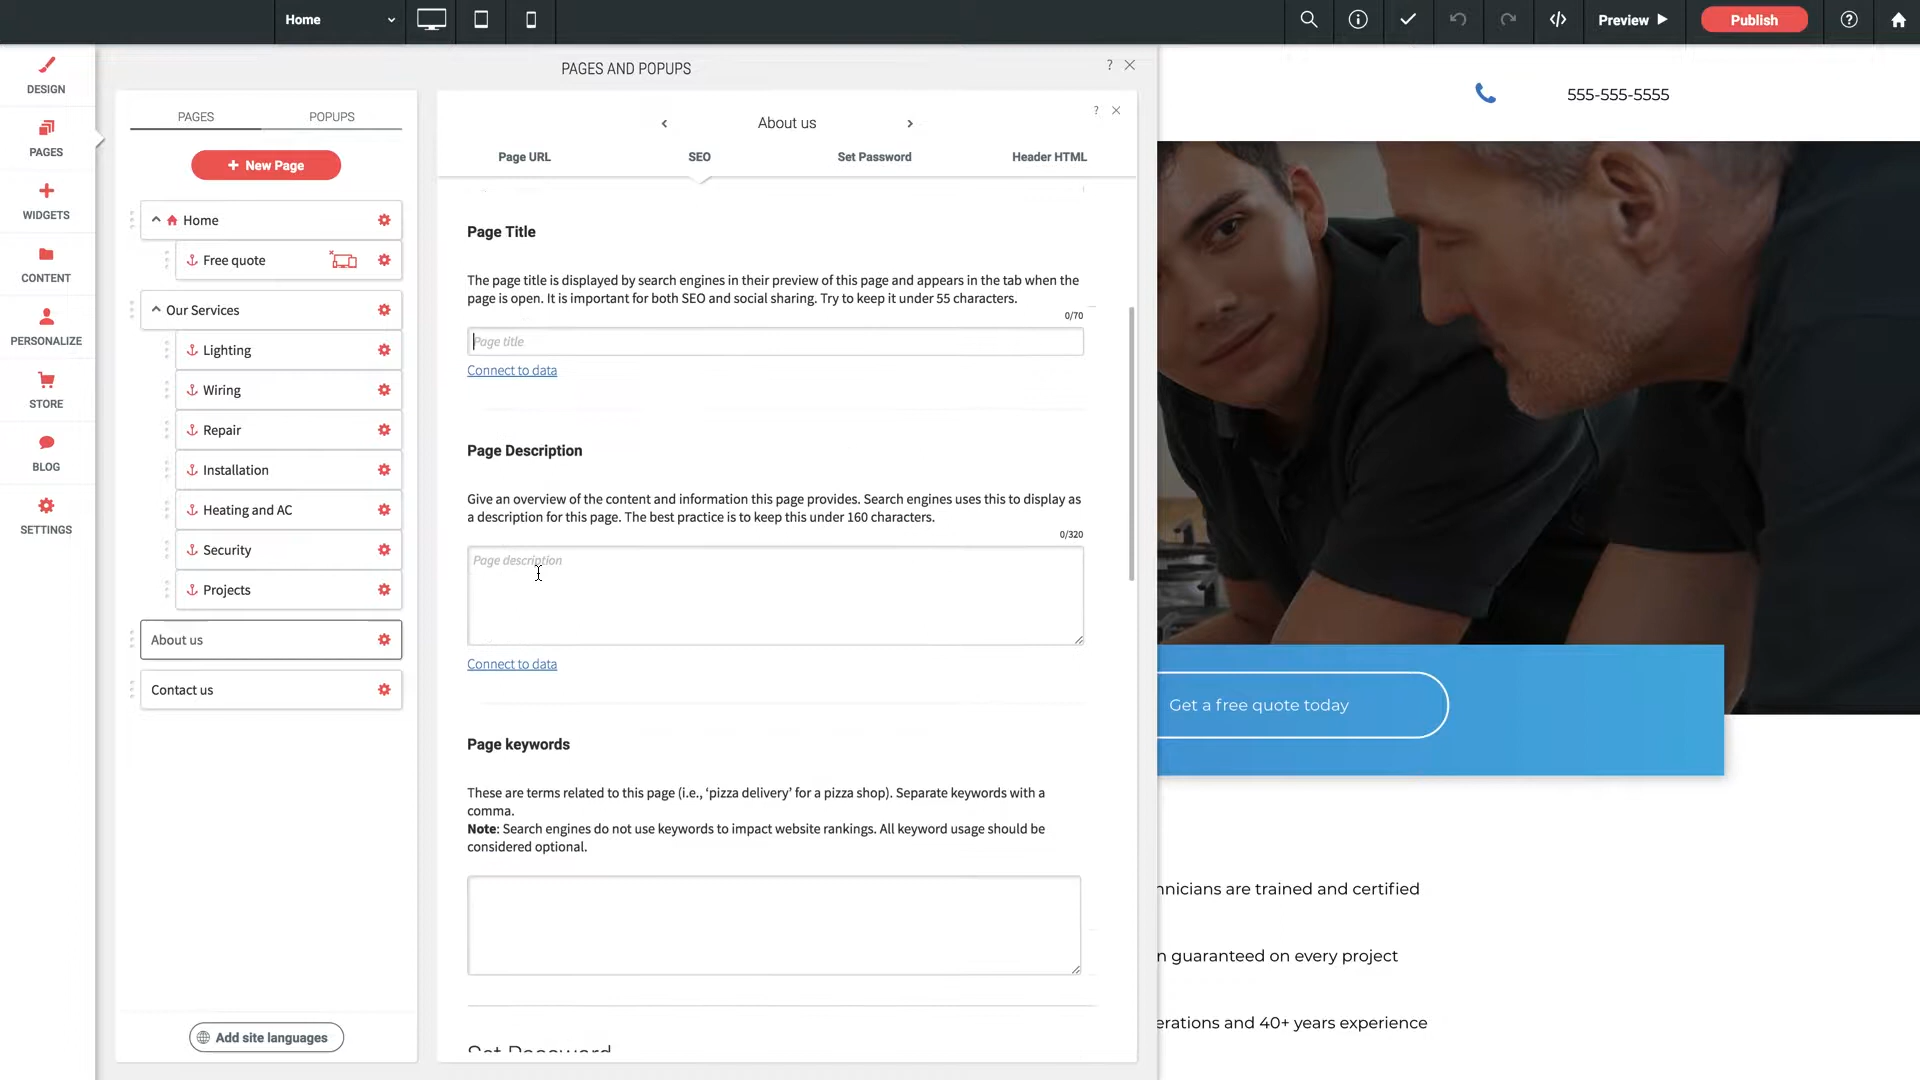 Home
Preview
Publish
DESIGN
PAGES
WIDGETS
CONTENT
PERSONALIZE
STORE
BLOG
SETTINGS
PAGES AND POPUPS
?
PAGES POPUPS
+ New Page
Home
Free quote
Our Services
Lighting
Wiring
Repair
Installation
Heating and AC
Security
Projects
About us
Contact us
Add site languages
?
About us
Page URL SEO Set Password Header HTML
Page Title
The page title is displayed by search engines in their preview of this page and appears in the tab when the
page is open. It is important for both SEO and social sharing. Try to keep it under 55 characters.
0/70
Page title
Connect to data
Page Description
Give an overview of the content and information this page provides. Search engines uses this to display as
a description for this page. The best practice is to keep this under 160 characters.
0/320
Page description
Connect to data
Page keywords
These are terms related to this page (i.e., ‘pizza delivery’ for a pizza shop). Separate keywords with a
comma.
Note: Search engines do not use keywords to impact website rankings. All keyword usage should be
considered optional.
Set Password
555-555-5555
Get a free quote today
hnicians are trained and certified
n guaranteed on every project
erations and 40+ years experience